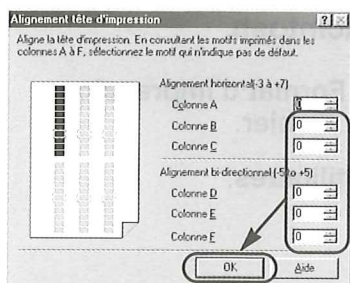 Alignement tête d'impression
Aligne la tête d'impression. En consultant les motifs imprimés dans les
colonnes A à F, sélectionnez le motif qui n'indique pas de défaut.
Alignement horizontal(-3 à +7)
Colonne A 0
Colonne B 0
Colonne C 0
Alignement bi-directionnel (-5 to +5)
Colonne D 0
Colonne E 0
Colonne F 0
OK Aide